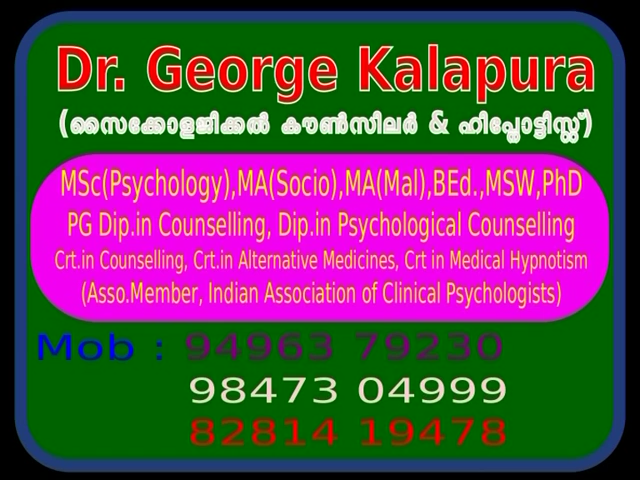 Dr. George Kalapura
(സൈക്കോളജിക്കൽ കൗൺസിലർ & ഹിപ്നോട്ടിസ്റ്റ്)
MSc(Psychology),MA(Socio),MA(Mal),BEd.,MSW,PhD
PG Dip.in Counselling, Dip.in Psychological Counselling
Crt.in Counselling, Crt.in Alternative Medicines, Crt in Medical Hypnotism
(Asso.Member, Indian Association of Clinical Psychologists)
Mob : 94963 79230
98473 04999
82814 19478